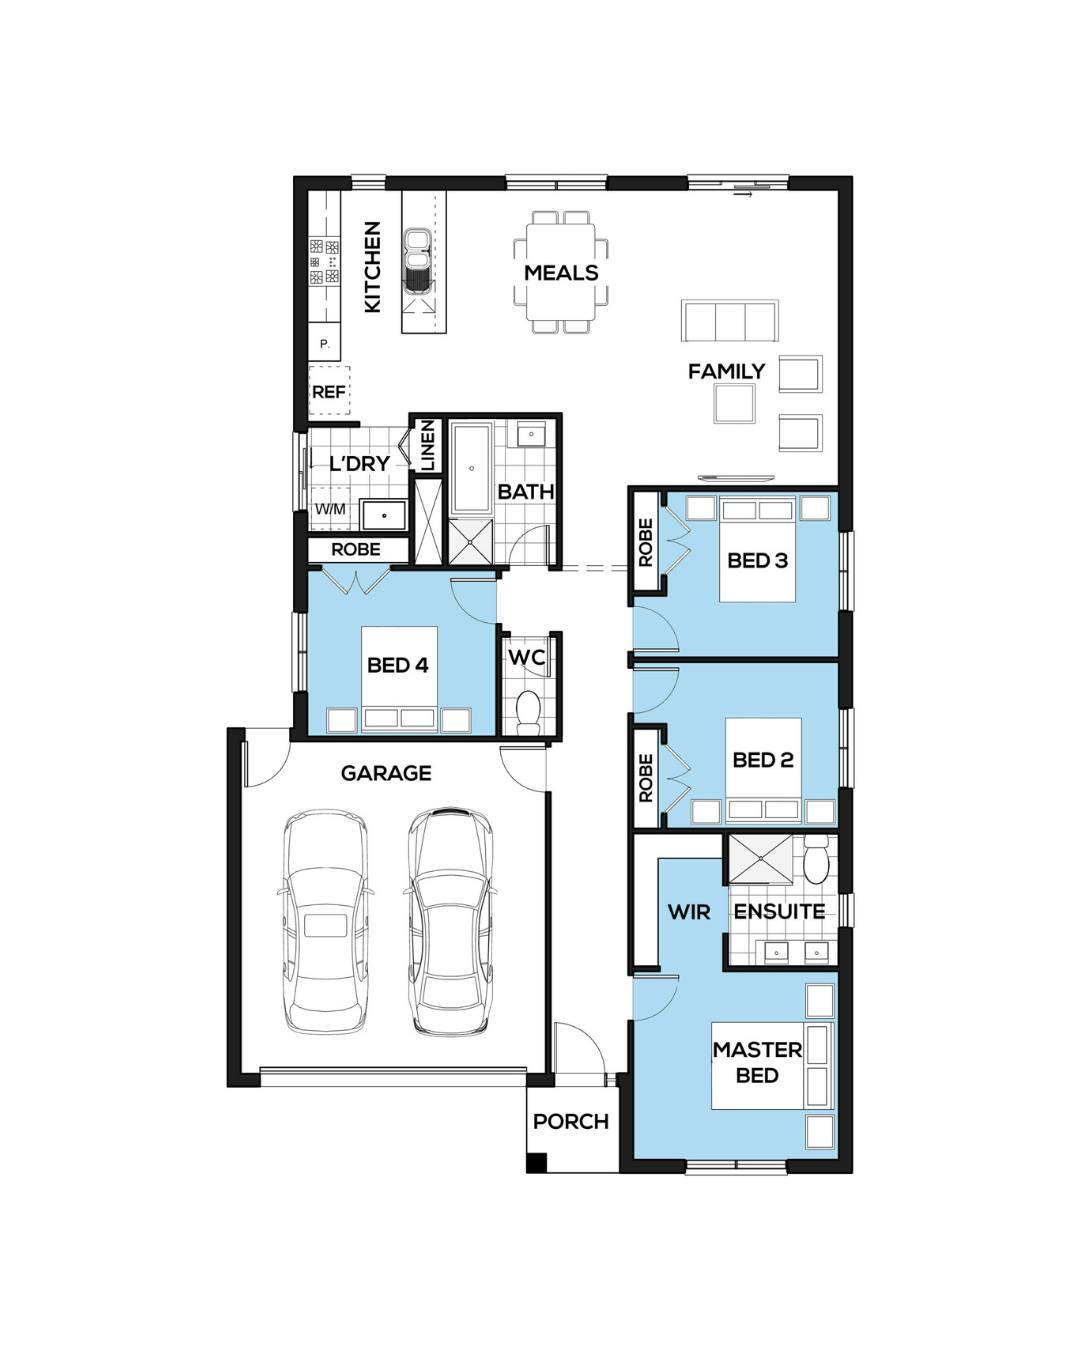 KITCHEN
MEALS
P.
FAMILY
REF
LINEN
L'DRY
BATH
W/M
ROBE
ROBE
BED 3
WC
BED 4
BED 2
ROBE
GARAGE
WIR
ENSUITE
MASTER
BED
PORCH